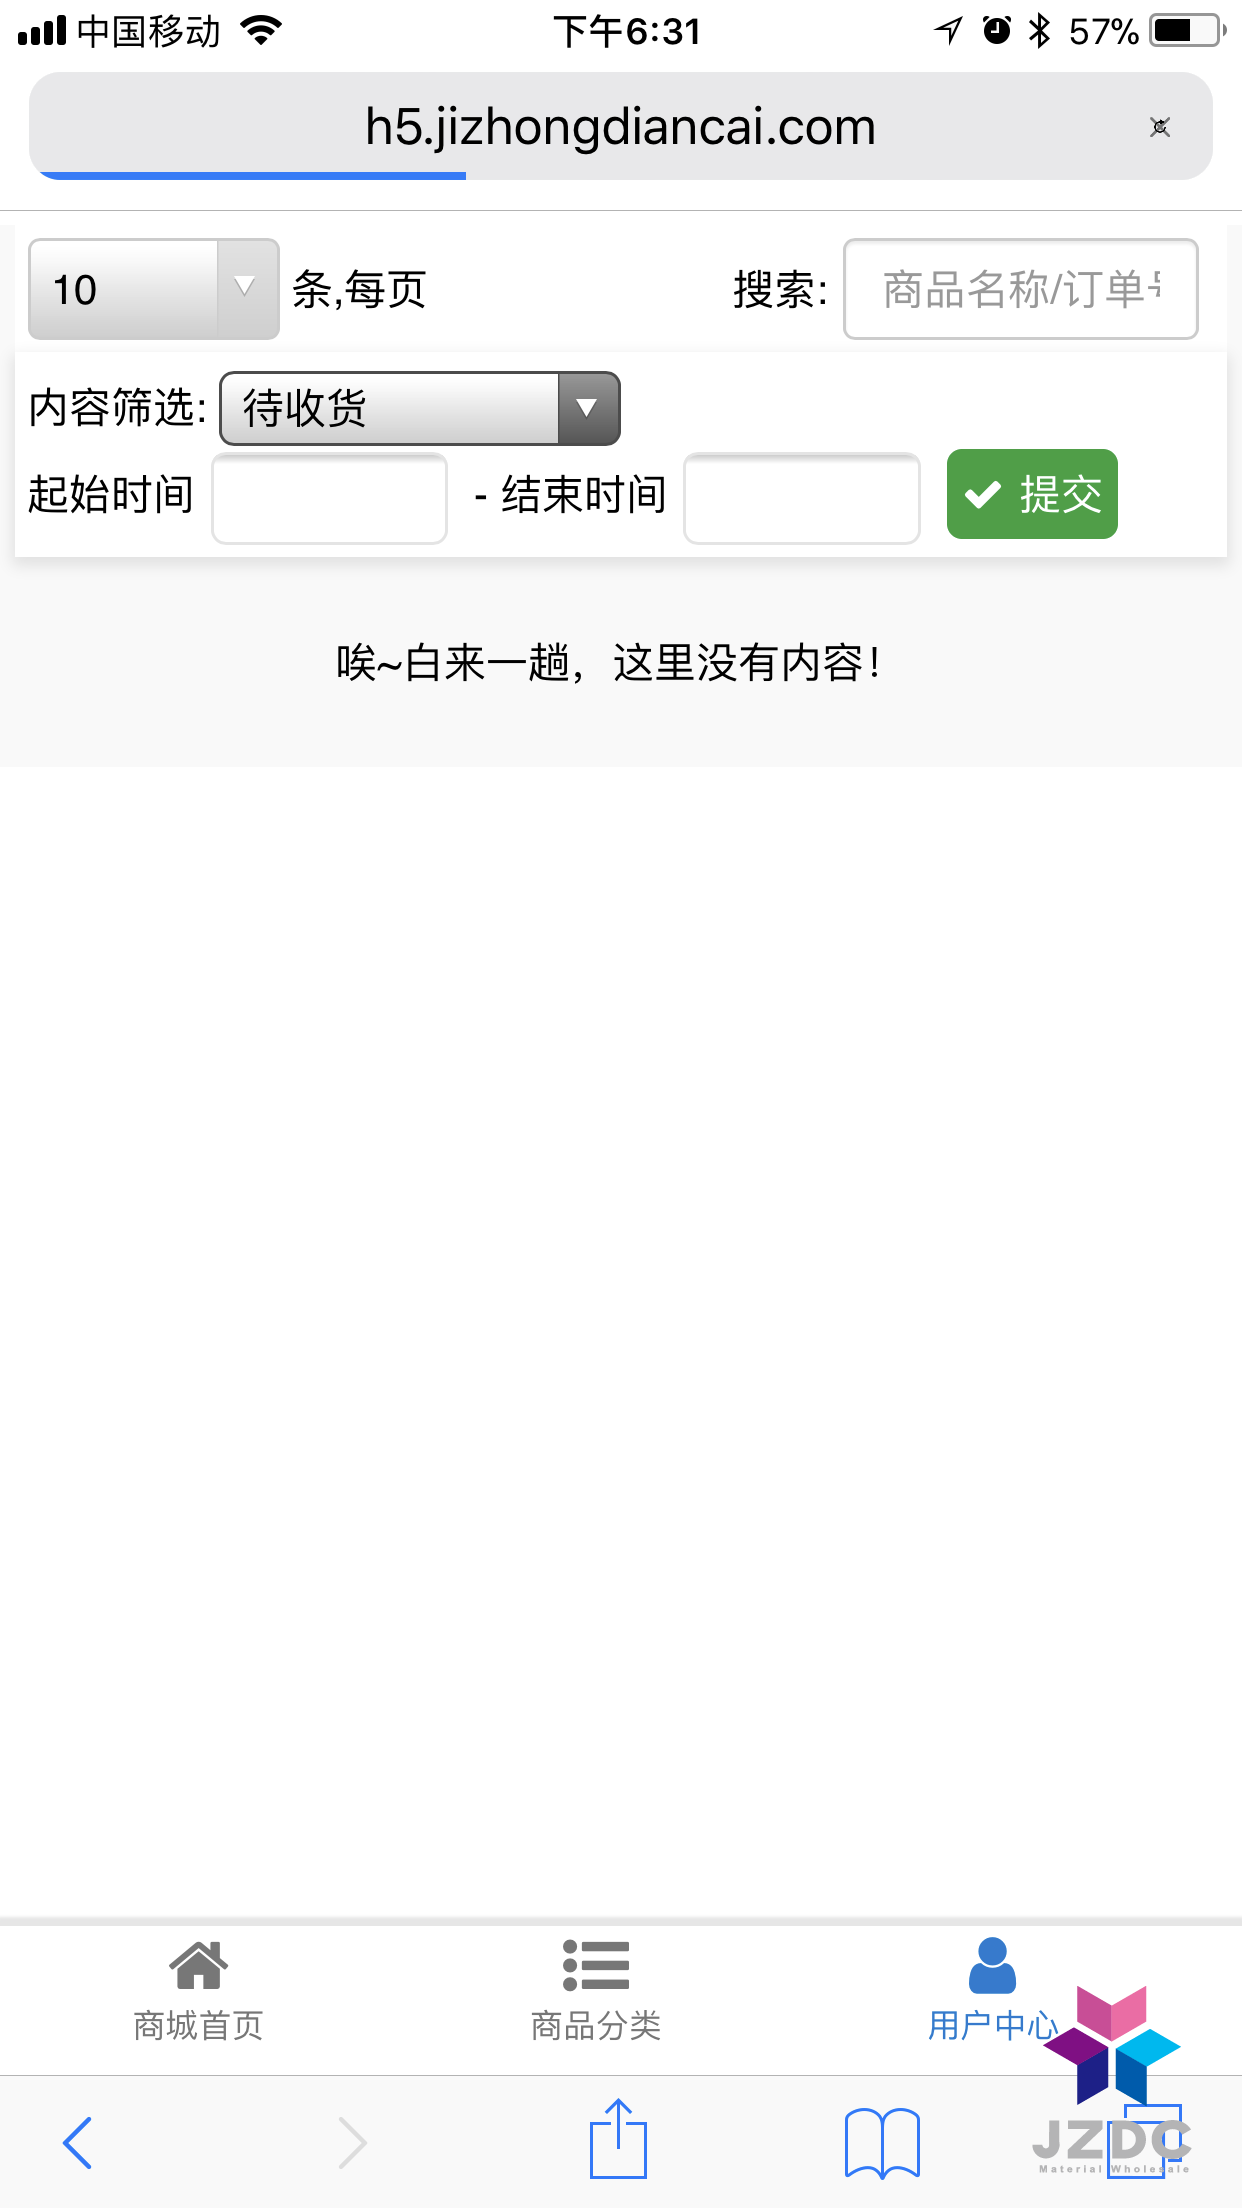 中国移动 下午6:31 57%
h5.jizhongdiancai.com
10 条,每页 搜索: 商品名称/订单
内容筛选: 待收货
起始时间 - 结束时间 提交
唉~白来一趟，这里没有内容！
商城首页 商品分类 用户中心
JZDC
Material Wholesale